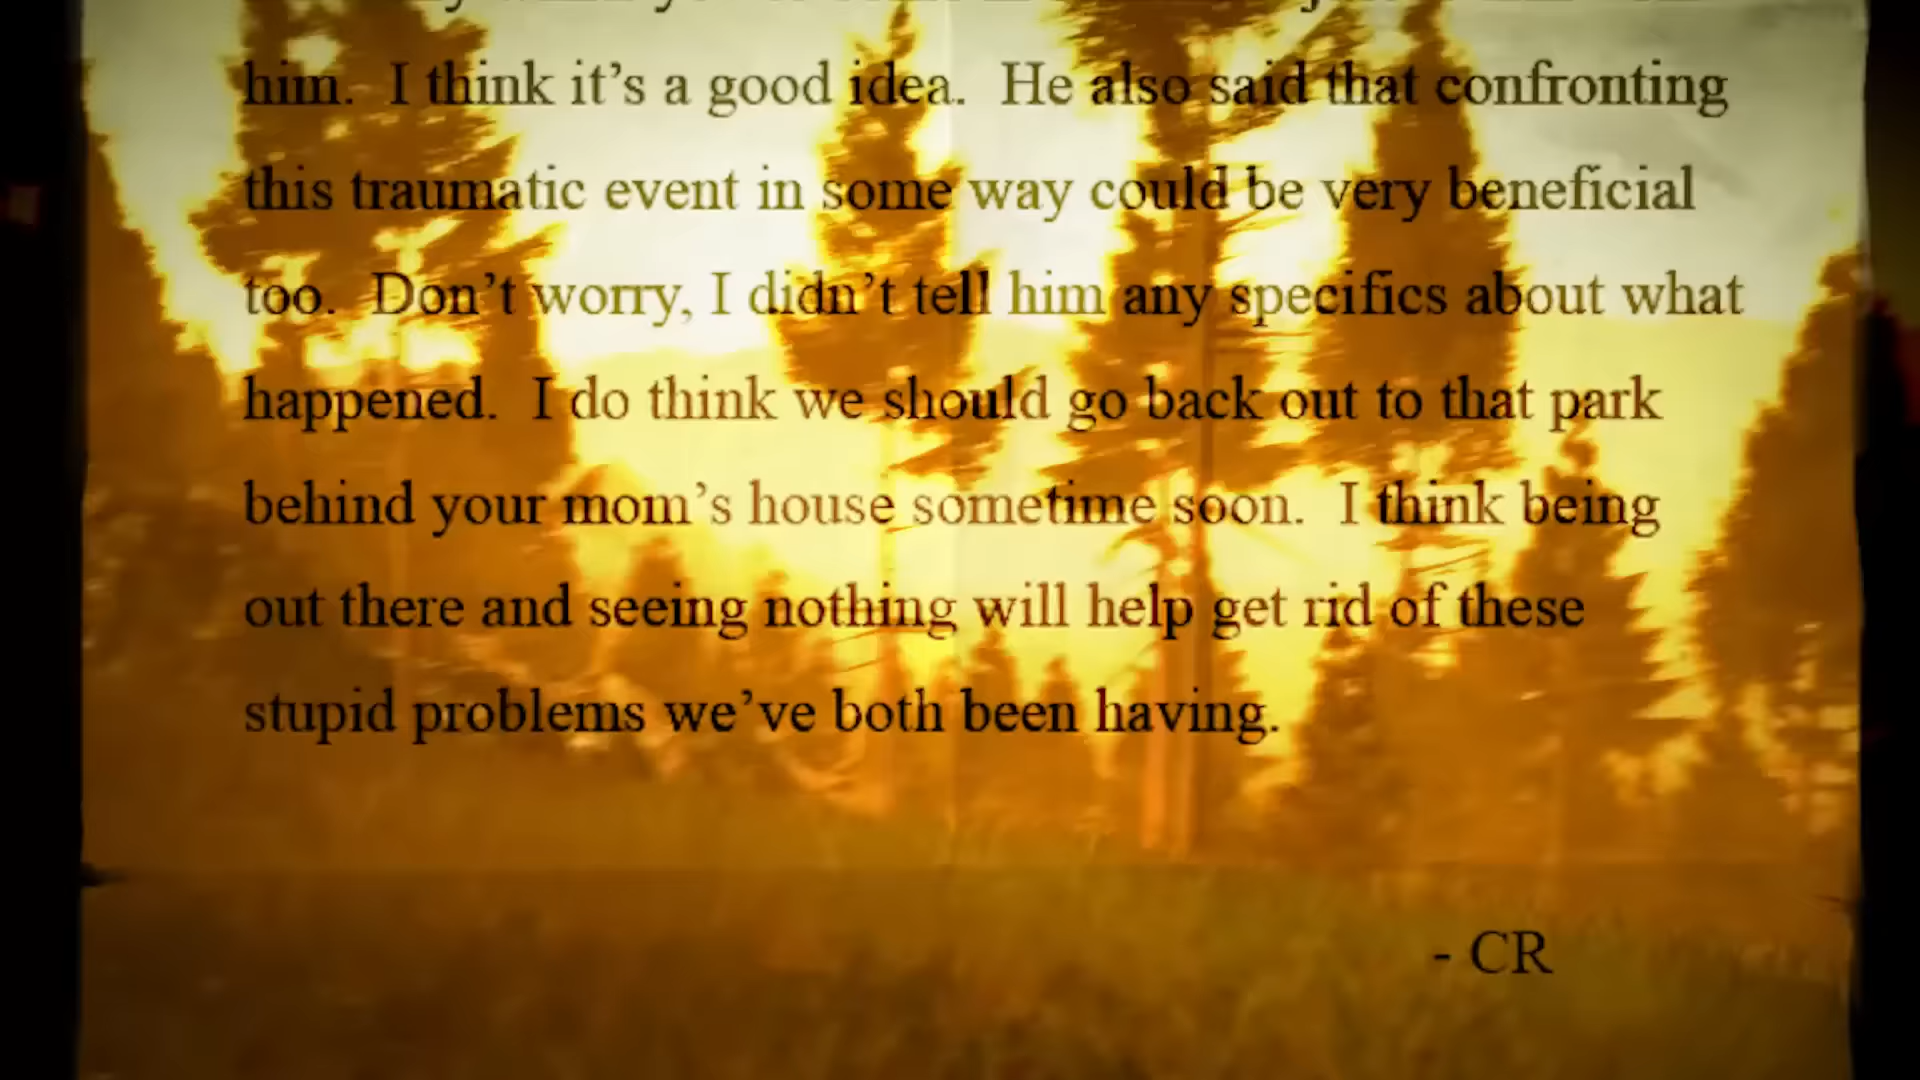 him.  I think it’s a good idea.  He also said that confronting
this traumatic event in some way could be very beneficial
too.  Don’t worry, I didn’t tell him any specifics about what
happened.  I do think we should go back out to that park
behind your mom’s house sometime soon.  I think being
out there and seeing nothing will help get rid of these
stupid problems we’ve both been having.
- CR